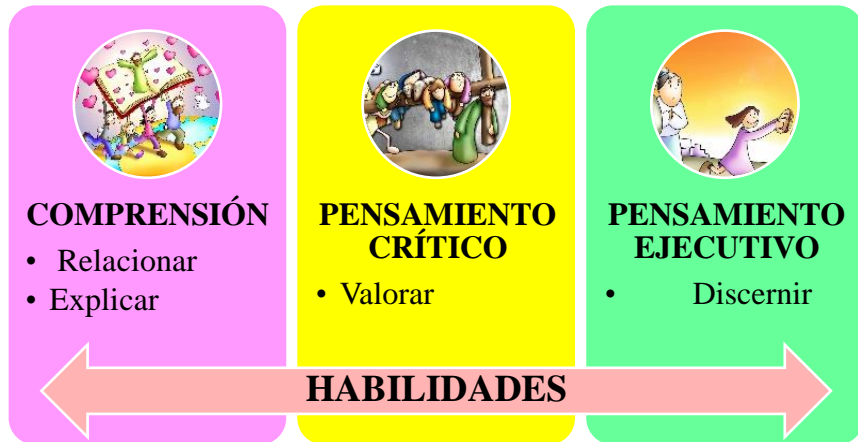 COMPRENSIÓN
• Relacionar
• Explicar
PENSAMIENTO
CRÍTICO
• Valorar
PENSAMIENTO
EJECUTIVO
• Discernir
HABILIDADES